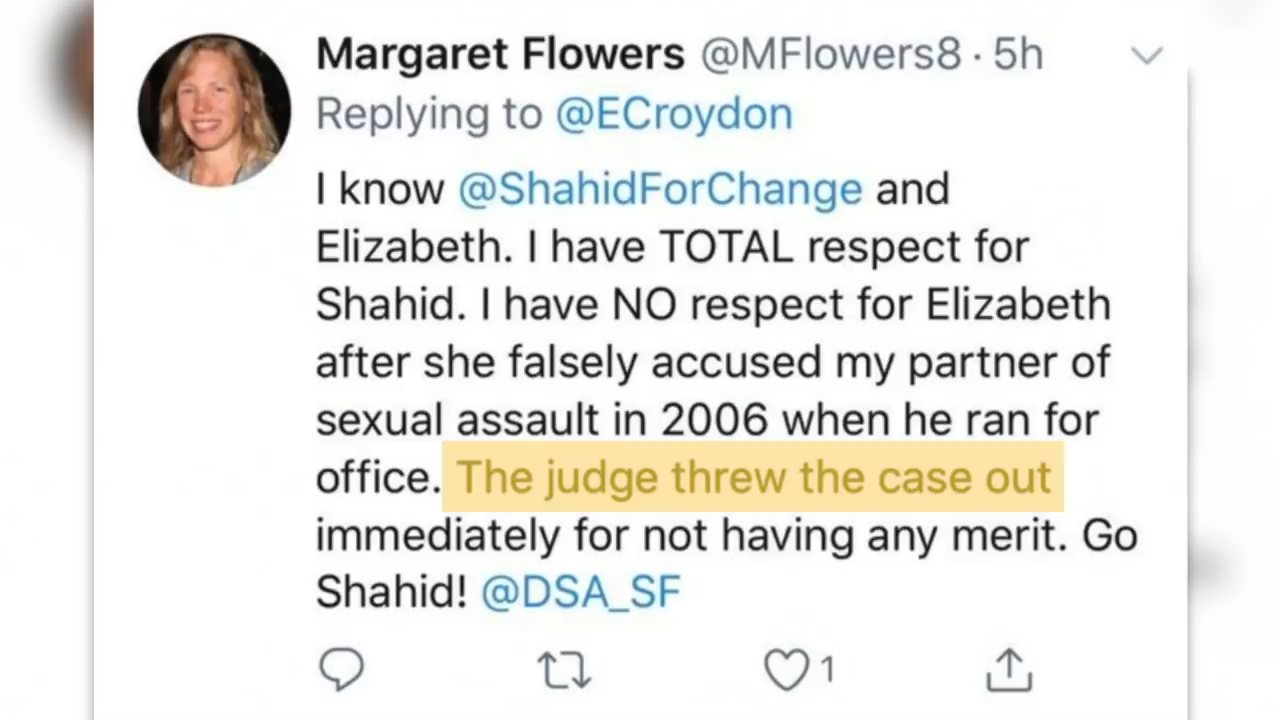 Margaret Flowers @MFlowers8 · 5h
Replying to @ECroydon
I know @ShahidForChange and
Elizabeth. I have TOTAL respect for
Shahid. I have NO respect for Elizabeth
after she falsely accused my partner of
sexual assault in 2006 when he ran for
office. The judge threw the case out
immediately for not having any merit. Go
Shahid! @DSA_SF
1